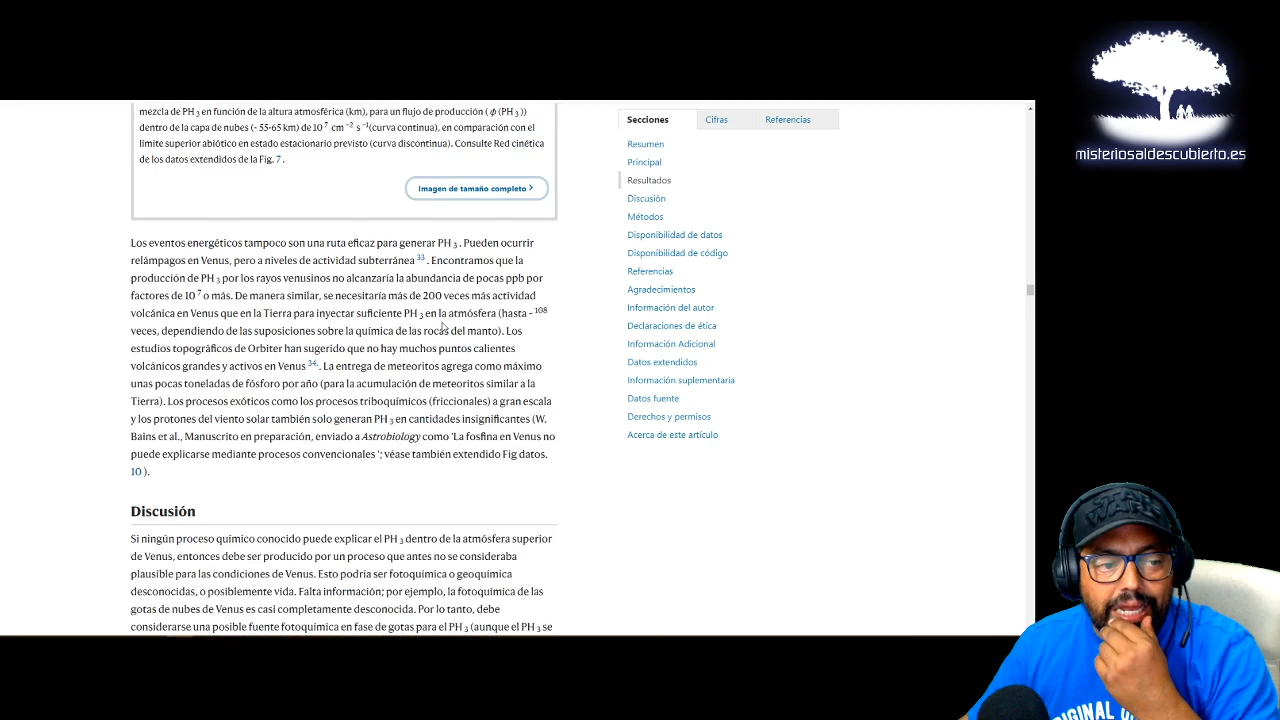 mezcla de PH 3 en función de la altura atmosférica (km), para un flujo de producción ( ϕ (PH 3 ))
dentro de la capa de nubes (~ 55-65 km) de 10 7 cm −2 s −1 (curva continua), en comparación con el
límite superior abiótico en estado estacionario previsto (curva discontinua). Consulte Red cinética
de los datos extendidos de la Fig. 7 .
Imagen de tamaño completo
Los eventos energéticos tampoco son una ruta eficaz para generar PH 3 . Pueden ocurrir
relámpagos en Venus, pero a niveles de actividad subterránea 33 . Encontramos que la
producción de PH 3 por los rayos venusinos no alcanzaría la abundancia de pocas ppb por
factores de 10 7 o más. De manera similar, se necesitaría más de 200 veces más actividad
volcánica en Venus que en la Tierra para inyectar suficiente PH 3 en la atmósfera (hasta ~ 108
veces, dependiendo de las suposiciones sobre la química de las rocas del manto). Los
estudios topográficos de Orbiter han sugerido que no hay muchos puntos calientes
volcánicos grandes y activos en Venus 34. . La entrega de meteoritos agrega como máximo
unas pocas toneladas de fósforo por año (para la acumulación de meteoritos similar a la
Tierra). Los procesos exóticos como los procesos triboquímicos (friccionales) a gran escala
y los protones del viento solar también solo generan PH 3 en cantidades insignificantes (W.
Bains et al., Manuscrito en preparación, enviado a Astrobiology como 'La fosfina en Venus no
puede explicarse mediante procesos convencionales '; véase también extendido Fig datos.
10 ).
Discusión
Si ningún proceso químico conocido puede explicar el PH 3 dentro de la atmósfera superior
de Venus, entonces debe ser producido por un proceso que antes no se consideraba
plausible para las condiciones de Venus. Esto podría ser fotoquímica o geoquímica
desconocidas, o posiblemente vida. Falta información; por ejemplo, la fotoquímica de las
gotas de nubes de Venus es casi completamente desconocida. Por lo tanto, debe
considerarse una posible fuente fotoquímica en fase de gotas para el PH 3 (aunque el PH 3 se
Secciones
Cifras
Referencias
Resumen
Principal
Resultados
Discusión
Métodos
Disponibilidad de datos
Disponibilidad de código
Referencias
Agradecimientos
Información del autor
Declaraciones de ética
Información Adicional
Datos extendidos
Información suplementaria
Datos fuente
Derechos y permisos
Acerca de este artículo
misteriosaldescubierto.es
STAR
WARS